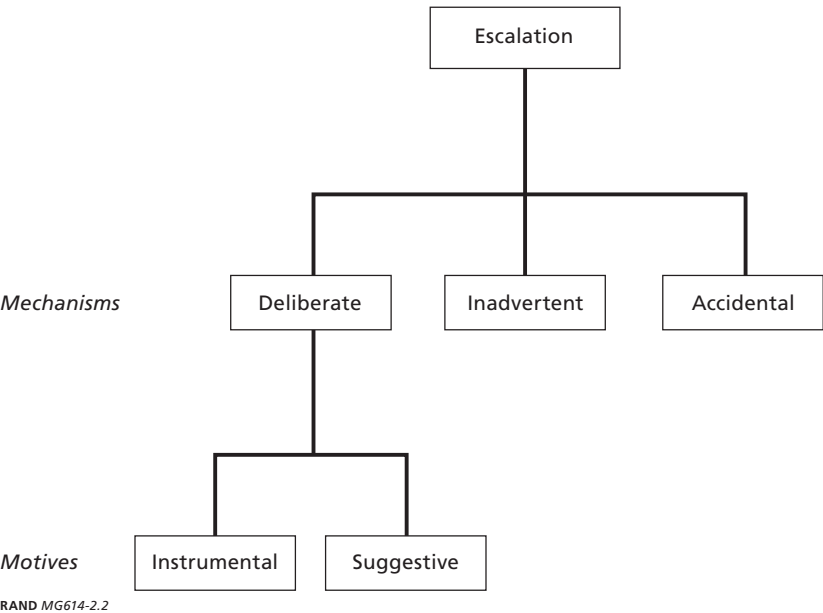 Escalation
Mechanisms Deliberate Inadvertent Accidental
Motives Instrumental Suggestive
RAND MG614-2.2